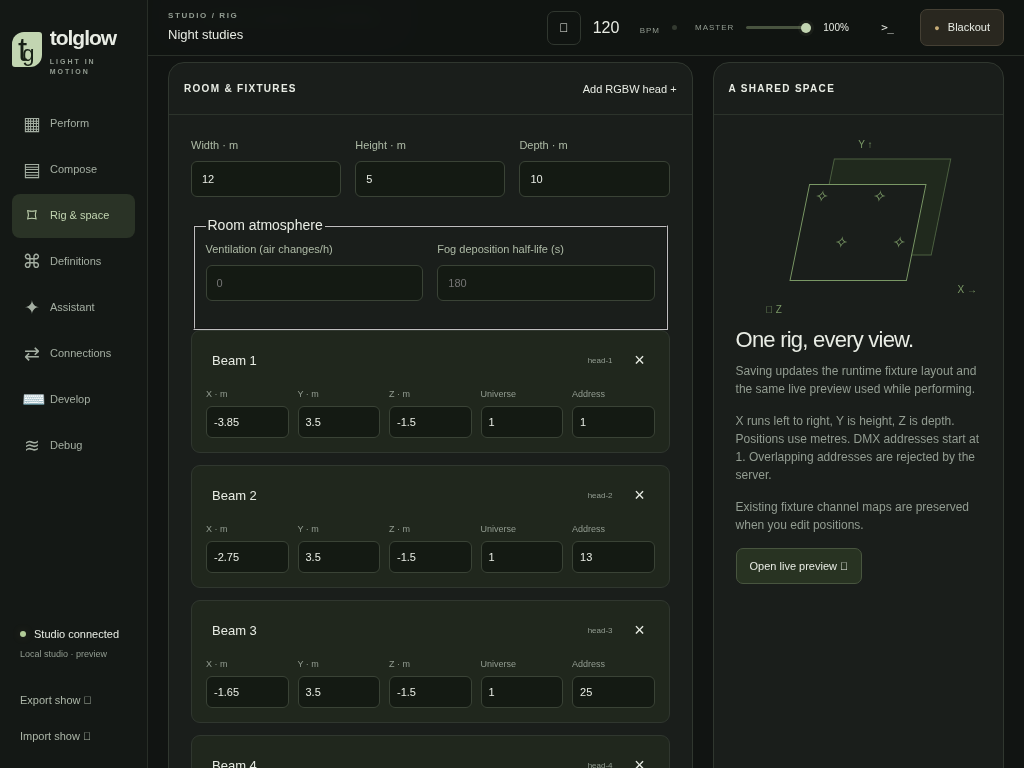 tg tolglow
LIGHT IN
MOTION
Perform
Compose
Rig & space
Definitions
Assistant
Connections
Develop
Debug
Studio connected
Local studio · preview
Export show
Import show
STUDIO / RIG
Night studies
120 BPM
MASTER 100%
>_
Blackout
ROOM & FIXTURES
Add RGBW head +
Width · m Height · m Depth · m
12 5 10
Room atmosphere
Ventilation (air changes/h) Fog deposition half-life (s)
0 180
Beam 1 head-1 ×
X · m Y · m Z · m Universe Address
-3.85 3.5 -1.5 1 1
Beam 2 head-2 ×
X · m Y · m Z · m Universe Address
-2.75 3.5 -1.5 1 13
Beam 3 head-3 ×
X · m Y · m Z · m Universe Address
-1.65 3.5 -1.5 1 25
Beam 4 head-4 ×
A SHARED SPACE
Y ↑
X →
Z
One rig, every view.
Saving updates the runtime fixture layout and
the same live preview used while performing.
X runs left to right, Y is height, Z is depth.
Positions use metres. DMX addresses start at
1. Overlapping addresses are rejected by the
server.
Existing fixture channel maps are preserved
when you edit positions.
Open live preview